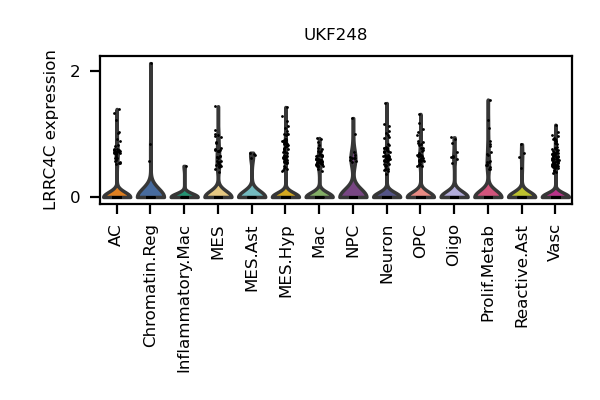 UKF248
LRRC4C expression
2
0
AC
Chromatin.Reg
Inflammatory.Mac
MES
MES.Ast
MES.Hyp
Mac
NPC
Neuron
OPC
Oligo
Prolif.Metab
Reactive.Ast
Vasc